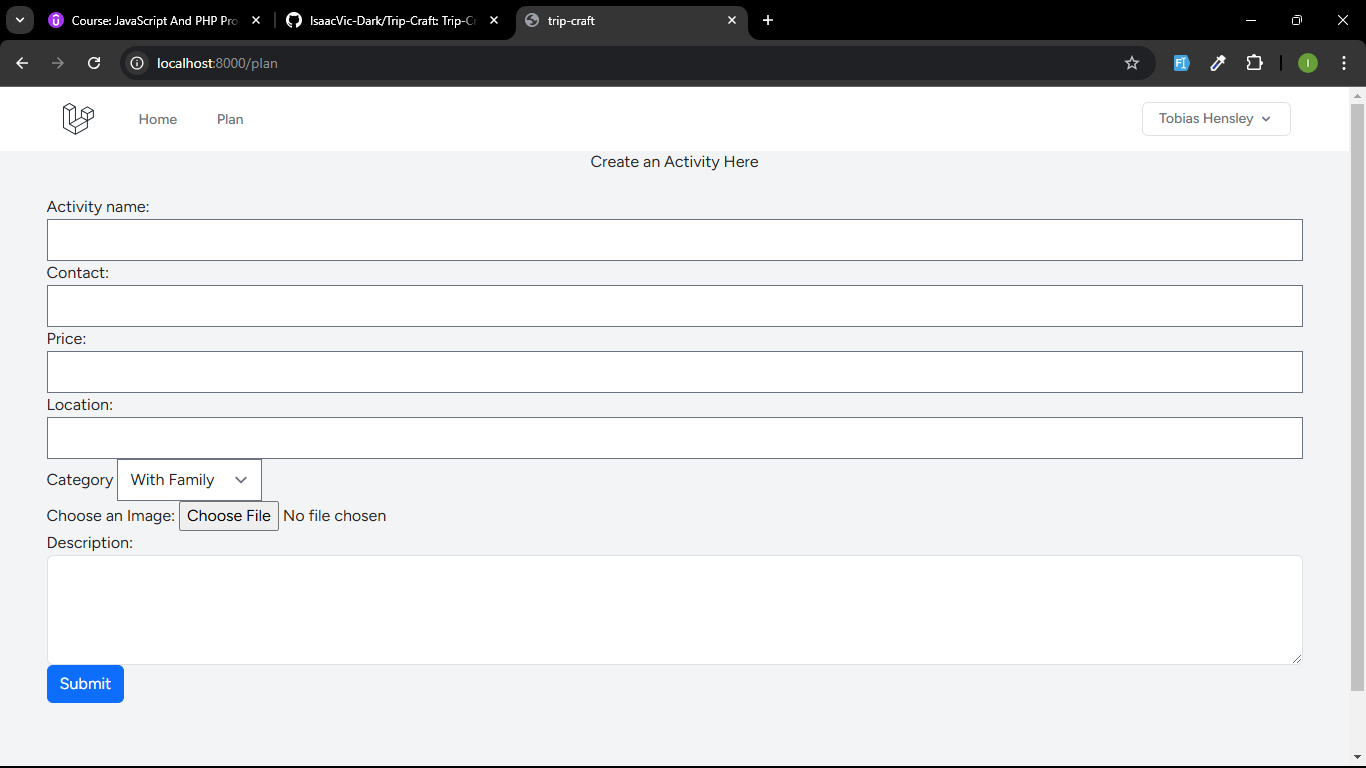 Course: JavaScript And PHP Pro
IsaacVic-Dark/Trip-Craft: Trip-Cr
trip-craft
localhost:8000/plan
FI
I
Home
Plan
Tobias Hensley
Create an Activity Here
Activity name:
Contact:
Price:
Location:
Category With Family
Choose an Image: Choose File No file chosen
Description:
Submit